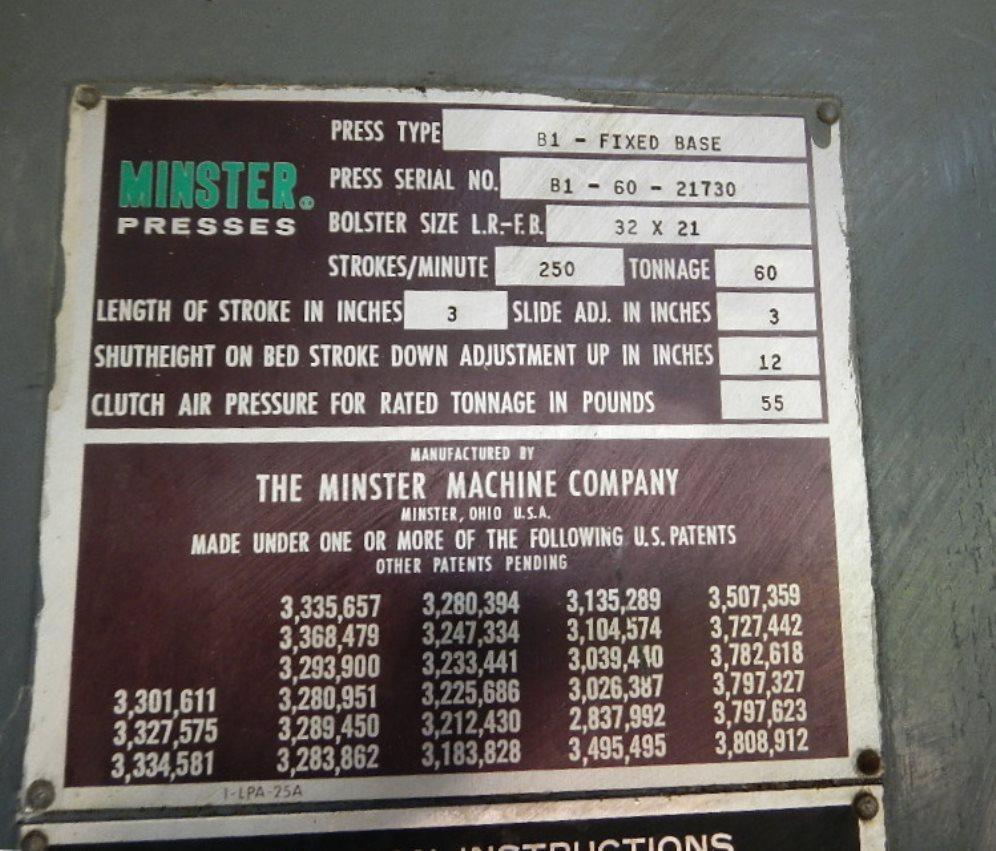 MINSTER®
PRESSES
PRESS TYPE B1 - FIXED BASE
PRESS SERIAL NO. B1 - 60 - 21730
BOLSTER SIZE L.R.-F.B. 32 X 21
STROKES/MINUTE 250 TONNAGE 60
LENGTH OF STROKE IN INCHES 3 SLIDE ADJ. IN INCHES 3
SHUTHEIGHT ON BED STROKE DOWN ADJUSTMENT UP IN INCHES 12
CLUTCH AIR PRESSURE FOR RATED TONNAGE IN POUNDS 55
MANUFACTURED BY
THE MINSTER MACHINE COMPANY
MINSTER, OHIO U.S.A.
MADE UNDER ONE OR MORE OF THE FOLLOWING U.S. PATENTS
OTHER PATENTS PENDING
3,335,657 3,280,394 3,135,289 3,507,359
3,368,479 3,247,334 3,104,574 3,727,442
3,293,900 3,233,441 3,039,410 3,782,618
3,301,611 3,280,951 3,225,686 3,026,387 3,797,327
3,327,575 3,289,450 3,212,430 2,837,992 3,797,623
3,334,581 3,283,862 3,183,828 3,495,495 3,808,912
1-LPA-25A
INSTRUCTIONS